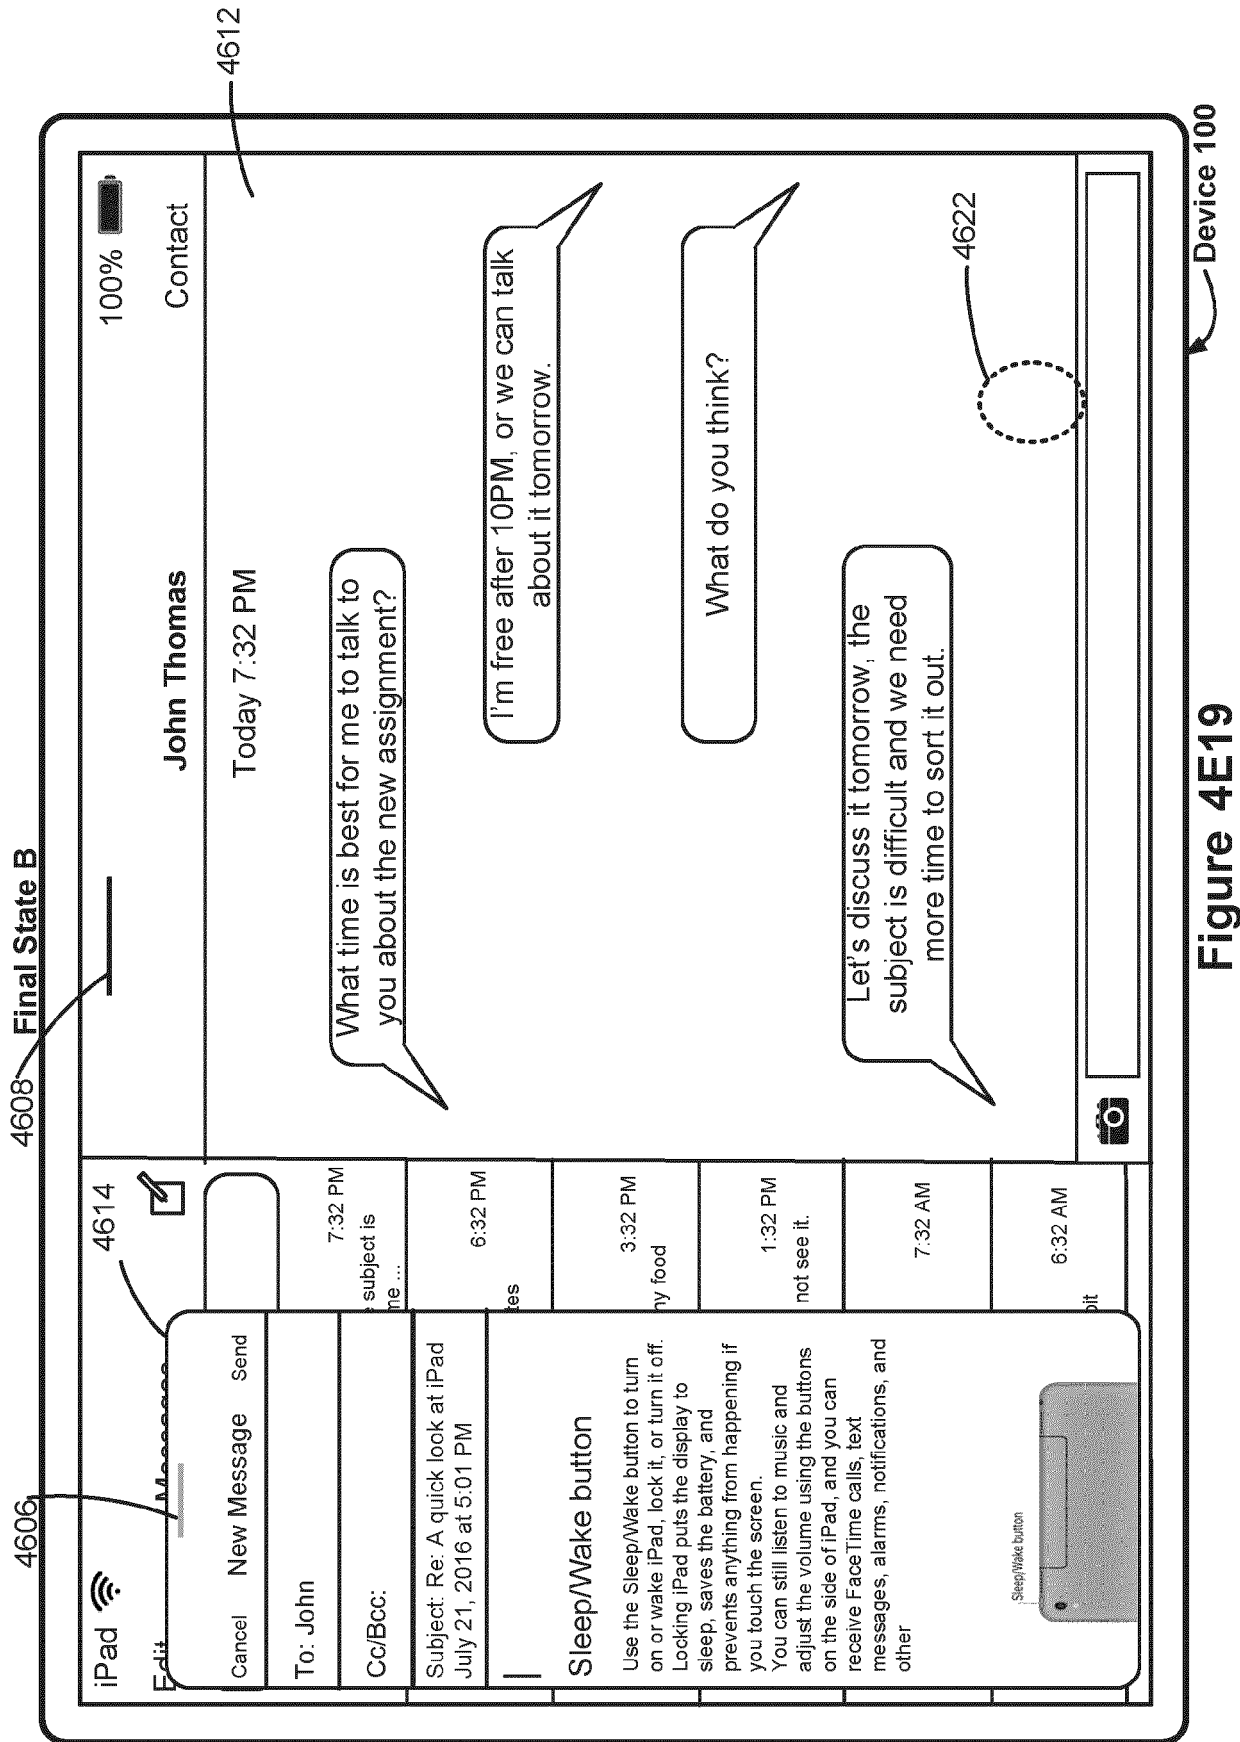 4608 Final State B
4606
4614
4612
iPad
100%
Edit Messages
John Thomas
Contact
Today 7:32 PM
What time is best for me to talk to
you about the new assignment?
I'm free after 10PM, or we can talk
about it tomorrow.
What do you think?
Let's discuss it tomorrow, the
subject is difficult and we need
more time to sort it out.
4622
7:32 PM
subject is
me ...
6:32 PM
tes
3:32 PM
ny food
1:32 PM
not see it.
7:32 AM
6:32 AM
bit
Cancel New Message Send
To: John
Cc/Bcc:
Subject: Re: A quick look at iPad
July 21, 2016 at 5:01 PM
Sleep/Wake button
Use the Sleep/Wake button to turn
on or wake iPad, lock it, or turn it off.
Locking iPad puts the display to
sleep, saves the battery, and
prevents anything from happening if
you touch the screen.
You can still listen to music and
adjust the volume using the buttons
on the side of iPad, and you can
receive FaceTime calls, text
messages, alarms, notifications, and
other
Sleep/Wake button
Device 100
Figure 4E19